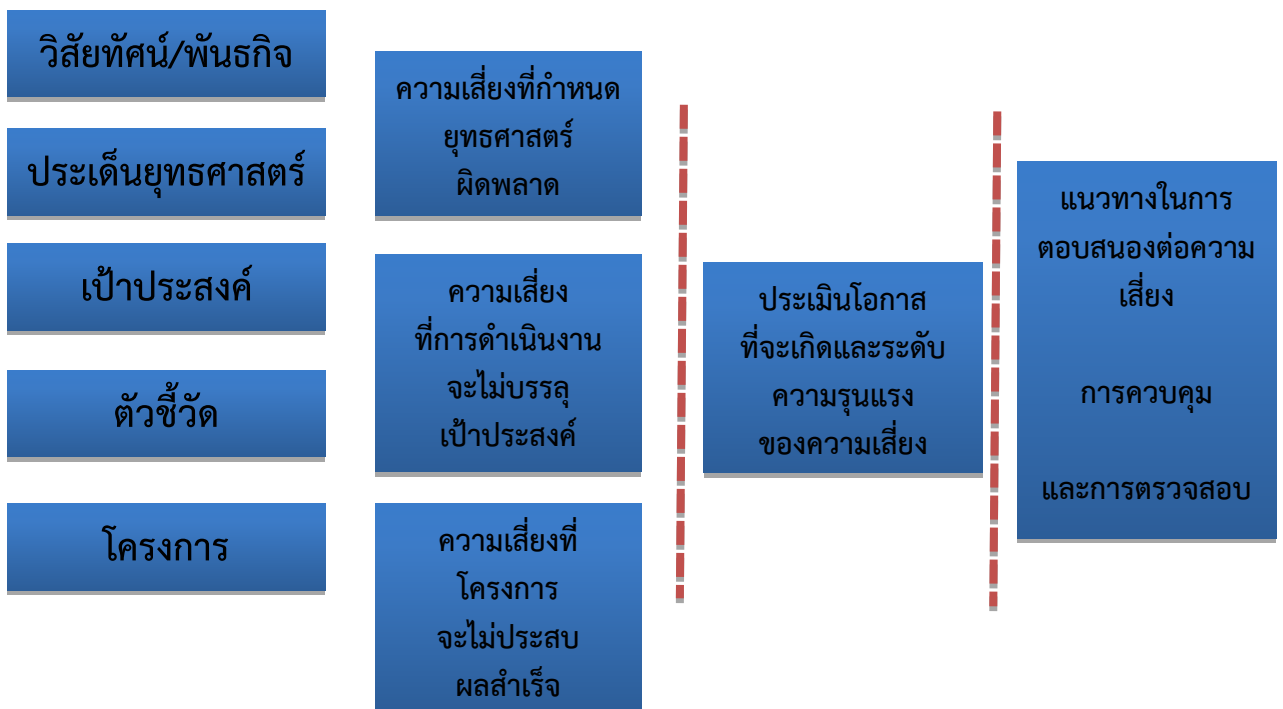 วิสัยทัศน์/พันธกิจ
ประเด็นยุทธศาสตร์
เป้าประสงค์
ตัวชี้วัด
โครงการ
ความเสี่ยงที่กำหนด
ยุทธศาสตร์
ผิดพลาด
ความเสี่ยง
ที่การดำเนินงาน
จะไม่บรรลุ
เป้าประสงค์
ความเสี่ยงที่
โครงการ
จะไม่ประสบ
ผลสำเร็จ
ประเมินโอกาส
ที่จะเกิดและระดับ
ความรุนแรง
ของความเสี่ยง
แนวทางในการ
ตอบสนองต่อความ
เสี่ยง
การควบคุม
และการตรวจสอบ